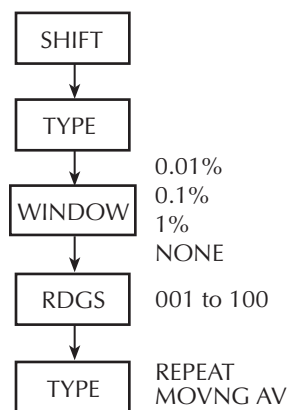 SHIFT
TYPE
0.01%
0.1%
WINDOW
1%
NONE
RDGS 001 to 100
REPEAT
TYPE
MOVNG AV